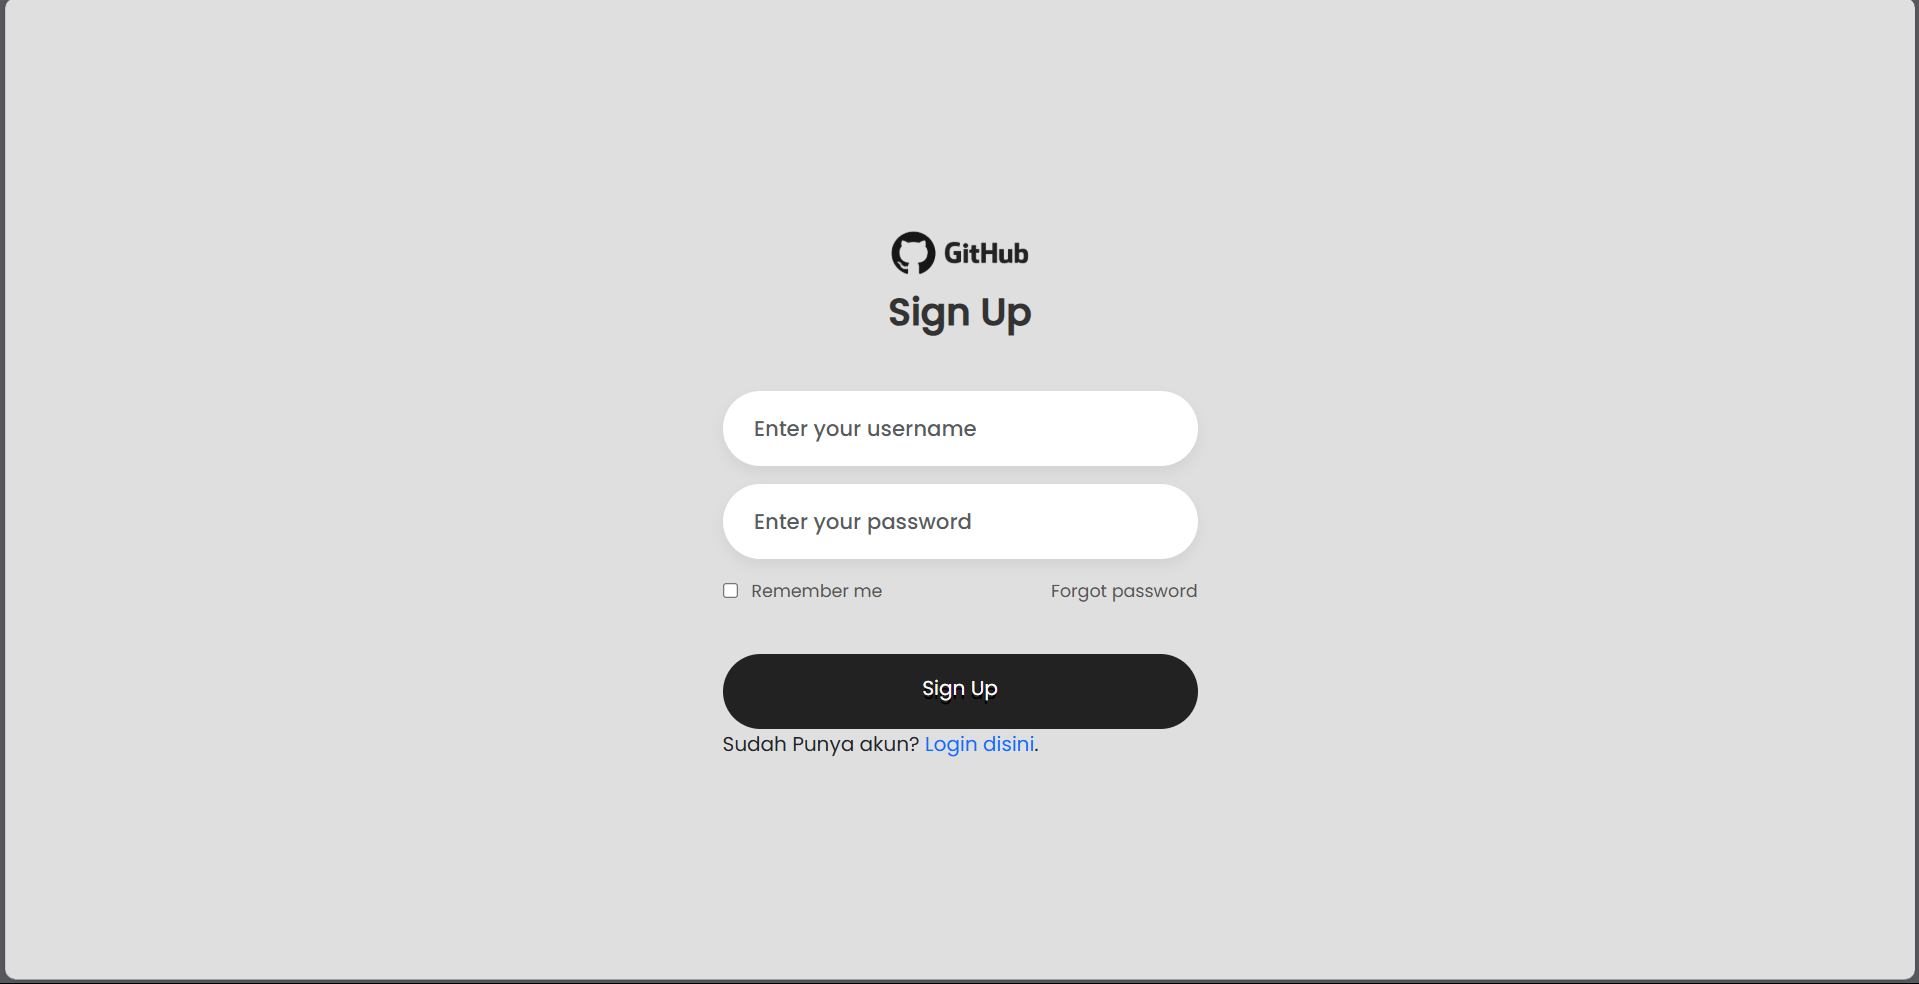 GitHub
Sign Up
Enter your username
Enter your password
Remember me Forgot password
Sign Up
Sudah Punya akun? Login disini.